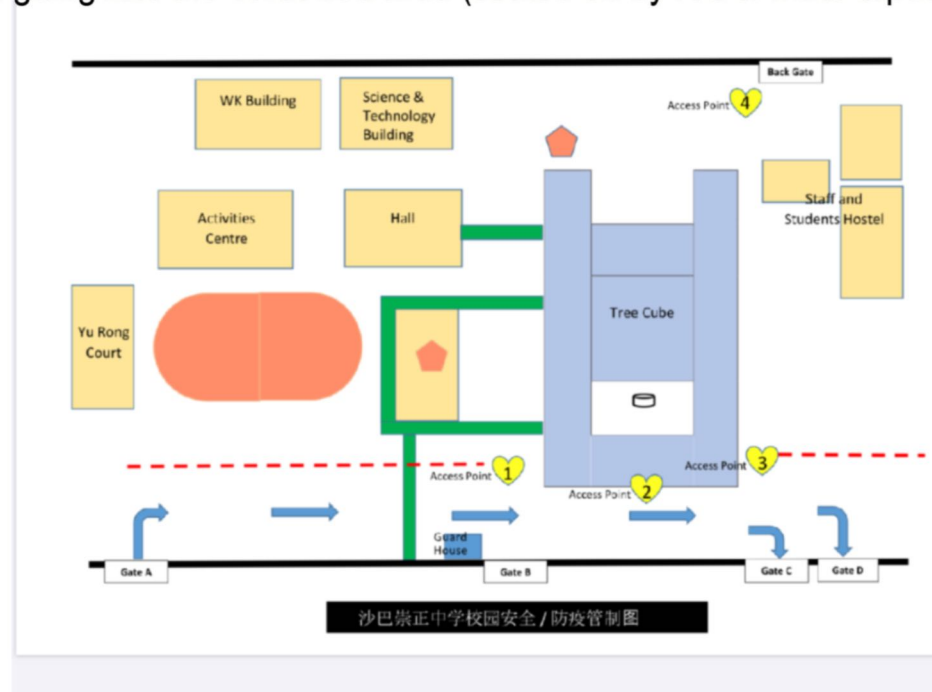 Back Gate
Access Point 4
WK Building
Science &
Technology
Building
Activities
Centre
Hall
Staff and
Students Hostel
Tree Cube
Yu Rong
Court
Access Point 1
Access Point 2
Access Point 3
Guard
House
Gate A
Gate B
Gate C
Gate D
沙巴崇正中学校园安全 / 防疫管制图